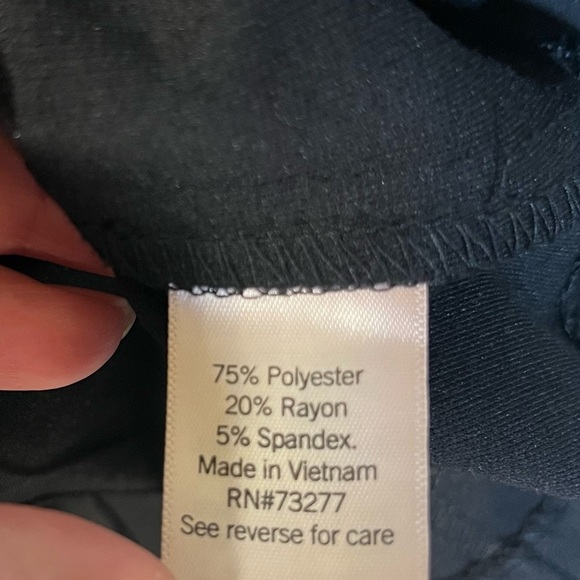 75% Polyester
20% Rayon
5% Spandex.
Made in Vietnam
RN#73277
See reverse for care